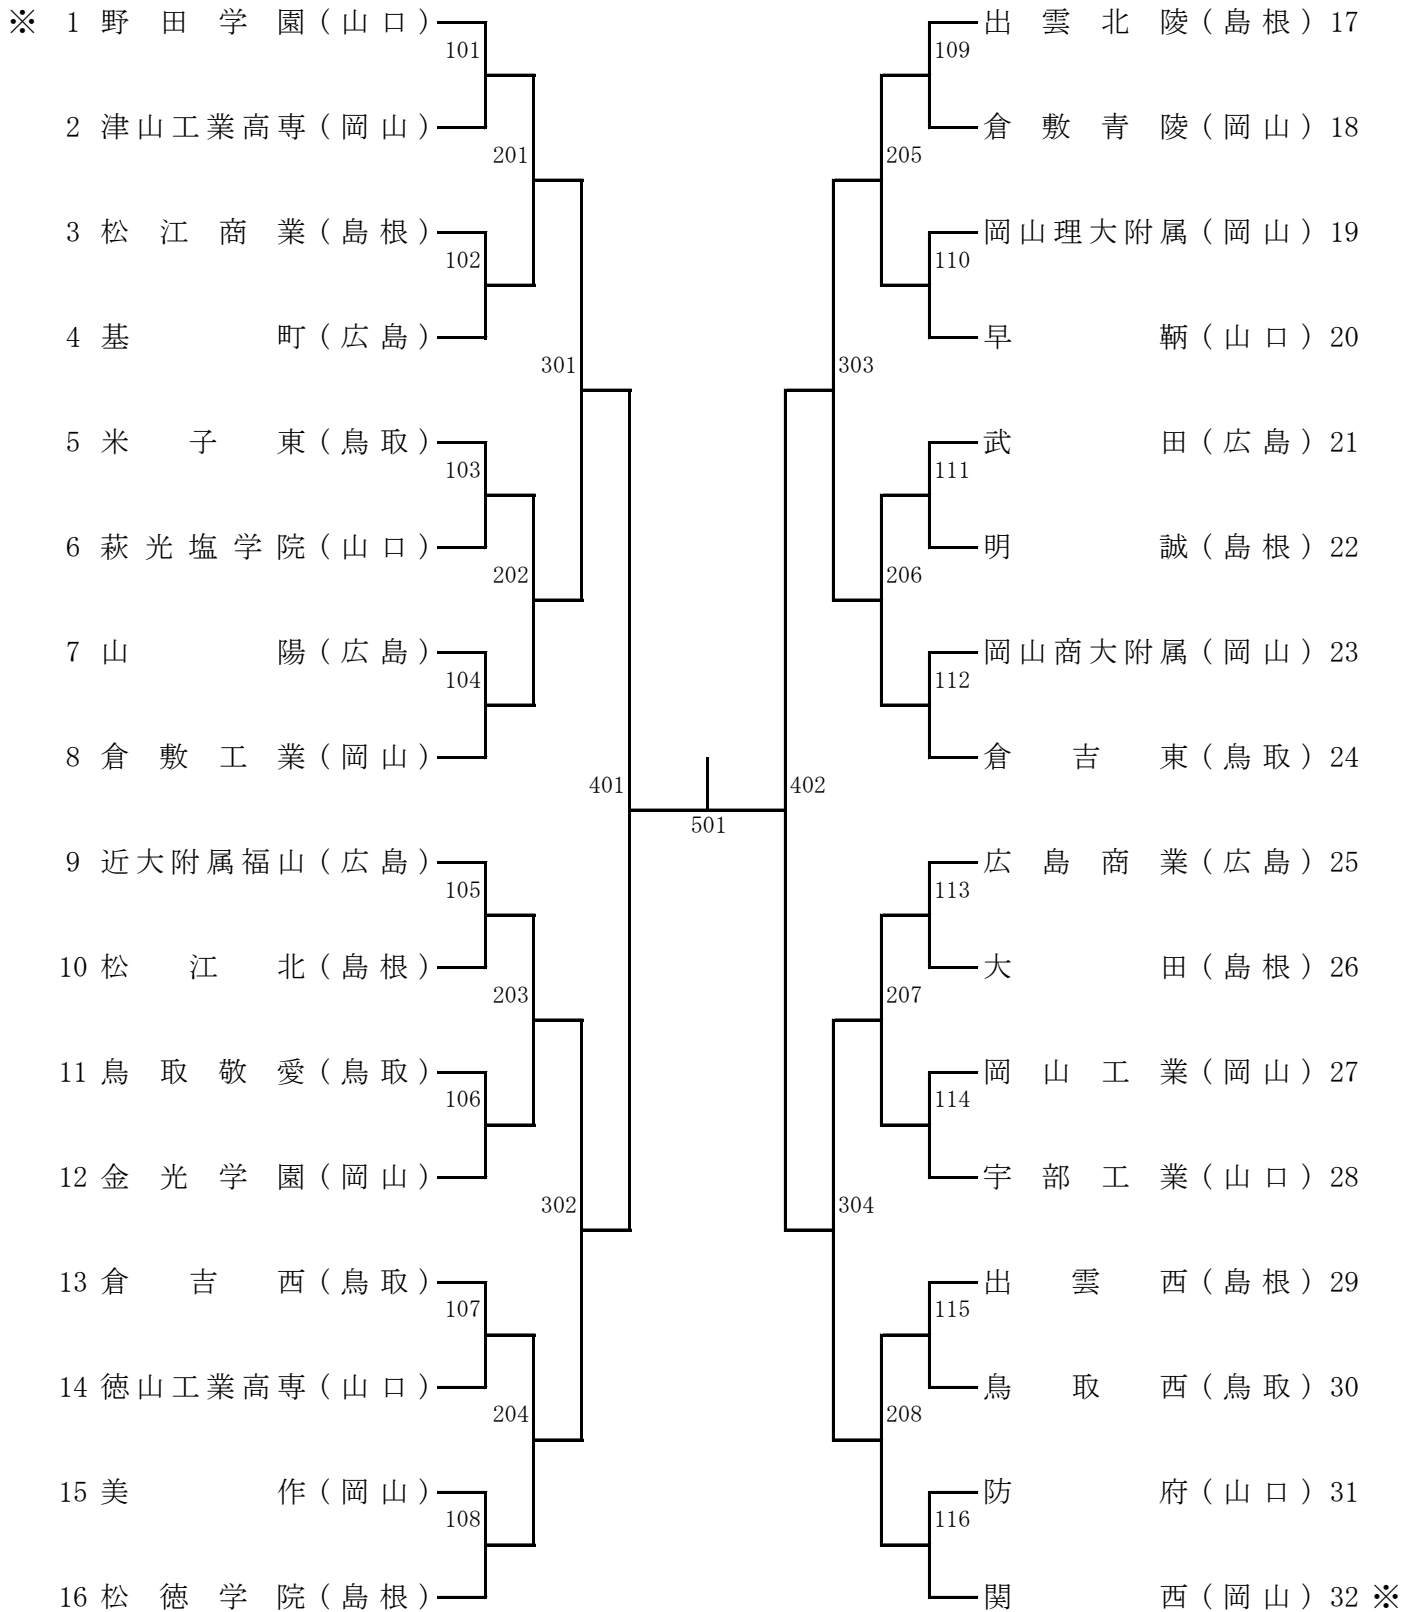 ※ 1 野田学園(山口)
101
2 津山工業高専(岡山)
201
3 松江商業(島根)
102
4 基町(広島)
301
5 米子東(鳥取)
103
6 萩光塩学院(山口)
202
7 山陽(広島)
104
8 倉敷工業(岡山)
401
9 近大附属福山(広島)
105
10 松江北(島根)
203
11 鳥取敬愛(鳥取)
106
12 金光学園(岡山)
302
13 倉吉西(鳥取)
107
14 徳山工業高専(山口)
204
15 美作(岡山)
108
16 松徳学院(島根)
501
出雲北陵(島根) 17
109
倉敷青陵(岡山) 18
205
岡山理大附属(岡山) 19
110
早鞆(山口) 20
303
武田(広島) 21
111
明誠(島根) 22
206
岡山商大附属(岡山) 23
112
倉吉東(鳥取) 24
402
広島商業(広島) 25
113
大田(島根) 26
207
岡山工業(岡山) 27
114
宇部工業(山口) 28
304
出雲西(島根) 29
115
鳥取西(鳥取) 30
208
防府(山口) 31
116
関西(岡山) 32 ※